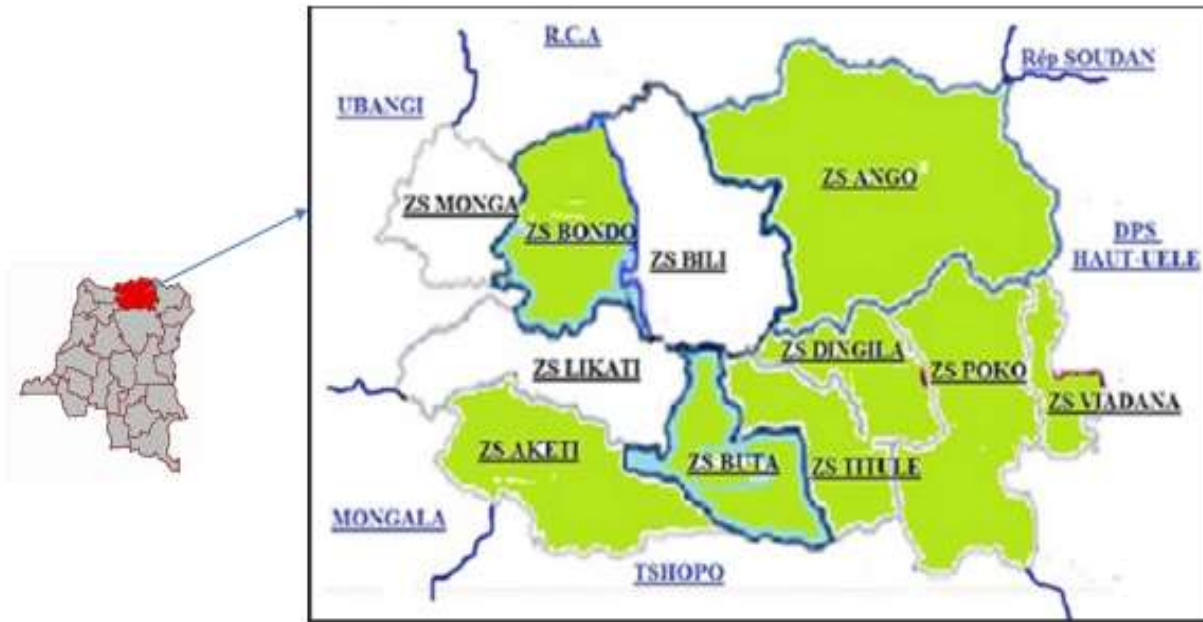 R.C.A
Rép SOUDAN
UBANGI
ZS ANGO
ZS MONGA
ZS BONDO
ZS BILI
DPS
HAUT-UELE
ZS DINGILA
ZS LIKATI
ZS POKO
ZS VIADANA
ZS AKETI
ZS BUTA
ZS TITULE
MONGALA
TSHOPO